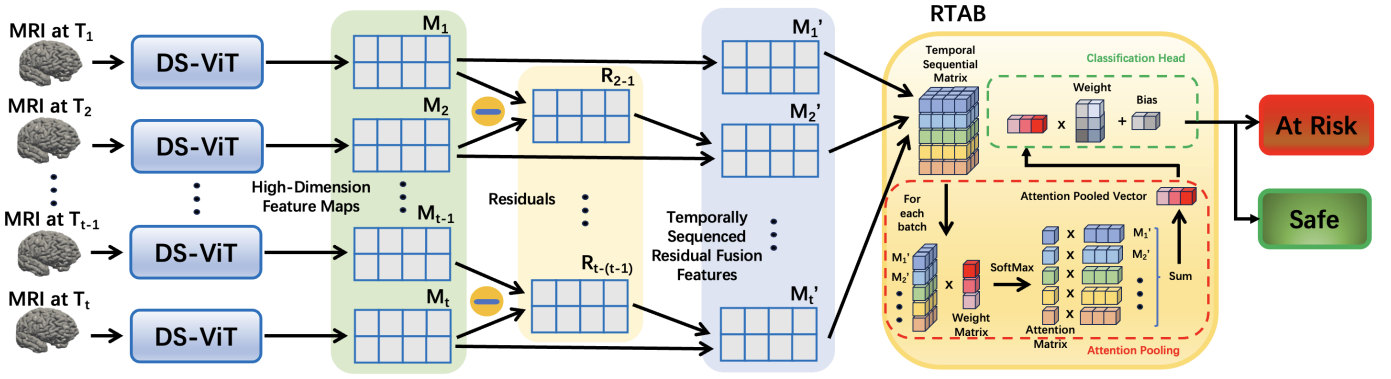 MRI at T1
DS-ViT
M1
M1’
RTAB
MRI at T2
DS-ViT
M2
R2-1
M2’
High-Dimension
Feature Maps
Residuals
Temporally
Sequenced
Residual Fusion
Features
MRI at Tt-1
DS-ViT
Mt-1
MRI at Tt
DS-ViT
Mt
Rt-(t-1)
Mt’
Temporal
Sequential
Matrix
Classification Head
Weight
Bias
x
+
Attention Pooled Vector
For
each
batch
M1’
M2’
x
Weight
Matrix
SoftMax
x
M1’
x
M2’
x
x
x
Attention
Matrix
Sum
Attention Pooling
At Risk
Safe